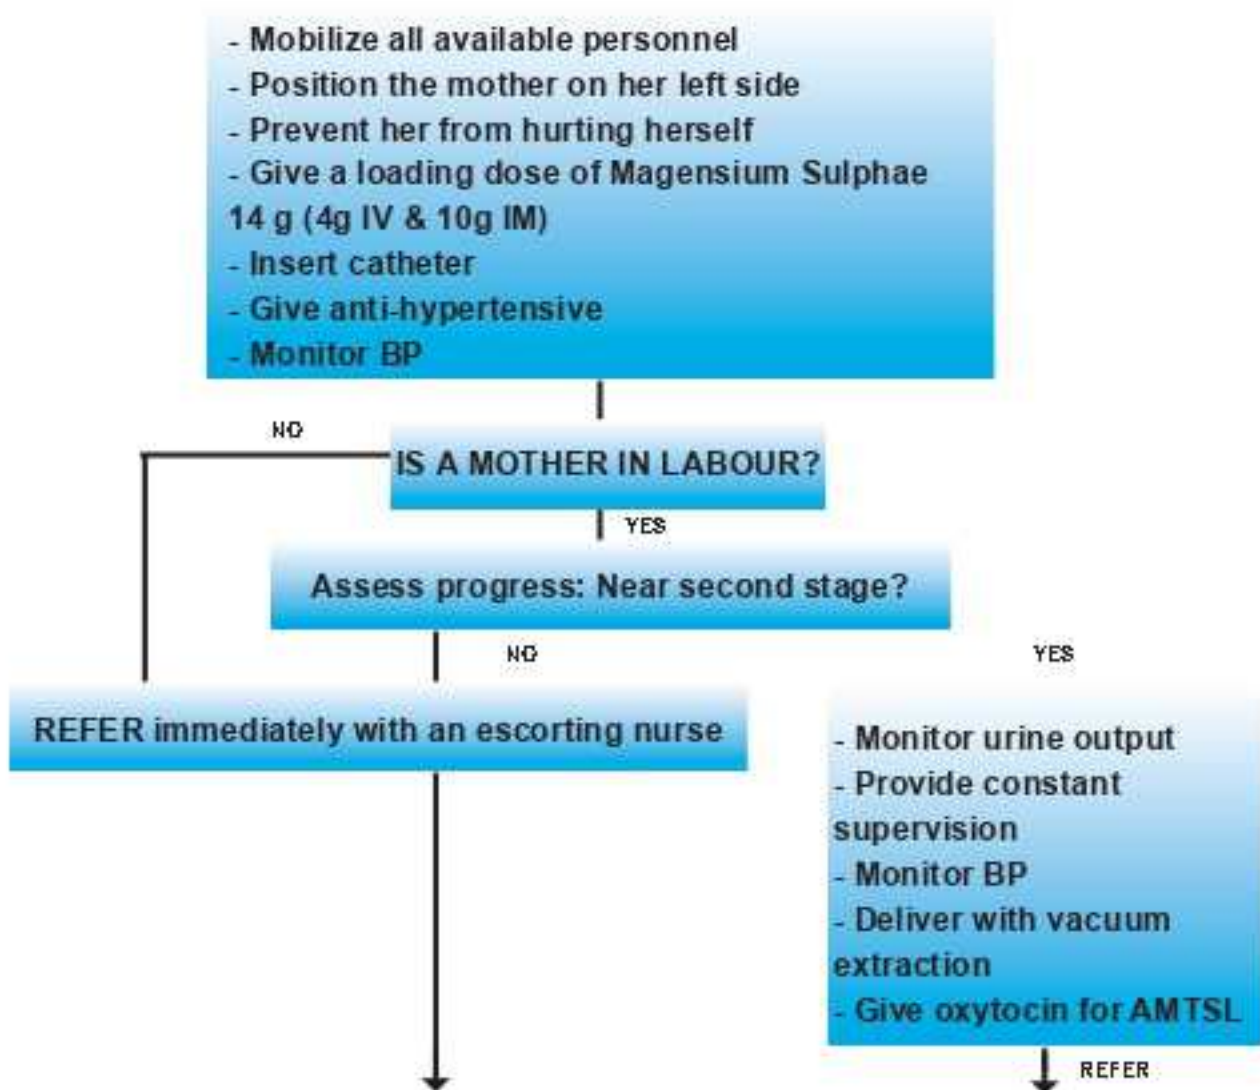 - Mobilize all available personnel
- Position the mother on her left side
- Prevent her from hurting herself
- Give a loading dose of Magensium Sulphae
14 g (4g IV & 10g IM)
- Insert catheter
- Give anti-hypertensive
- Monitor BP
NO
IS A MOTHER IN LABOUR?
YES
Assess progress: Near second stage?
NO
YES
REFER immediately with an escorting nurse
- Monitor urine output
- Provide constant
supervision
- Monitor BP
- Deliver with vacuum
extraction
- Give oxytocin for AMTSL
REFER